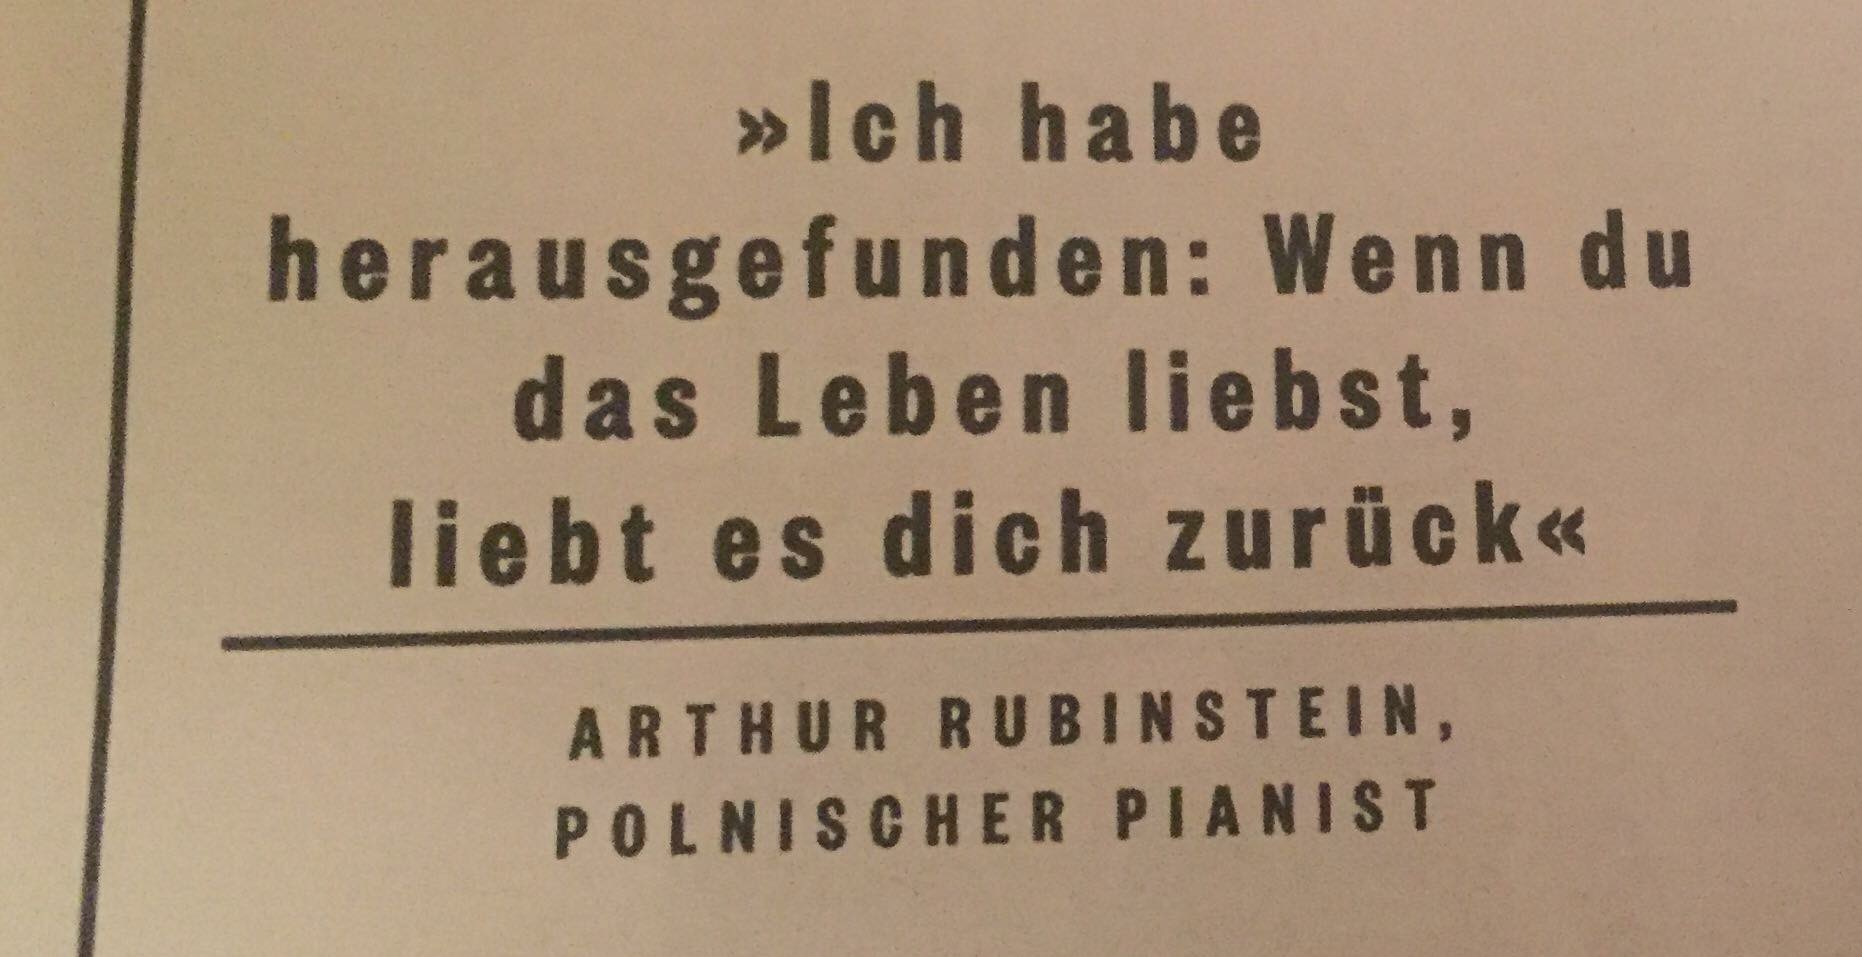 »Ich habe
herausgefunden: Wenn du
das Leben liebst,
liebt es dich zurück«
ARTHUR RUBINSTEIN,
POLNISCHER PIANIST